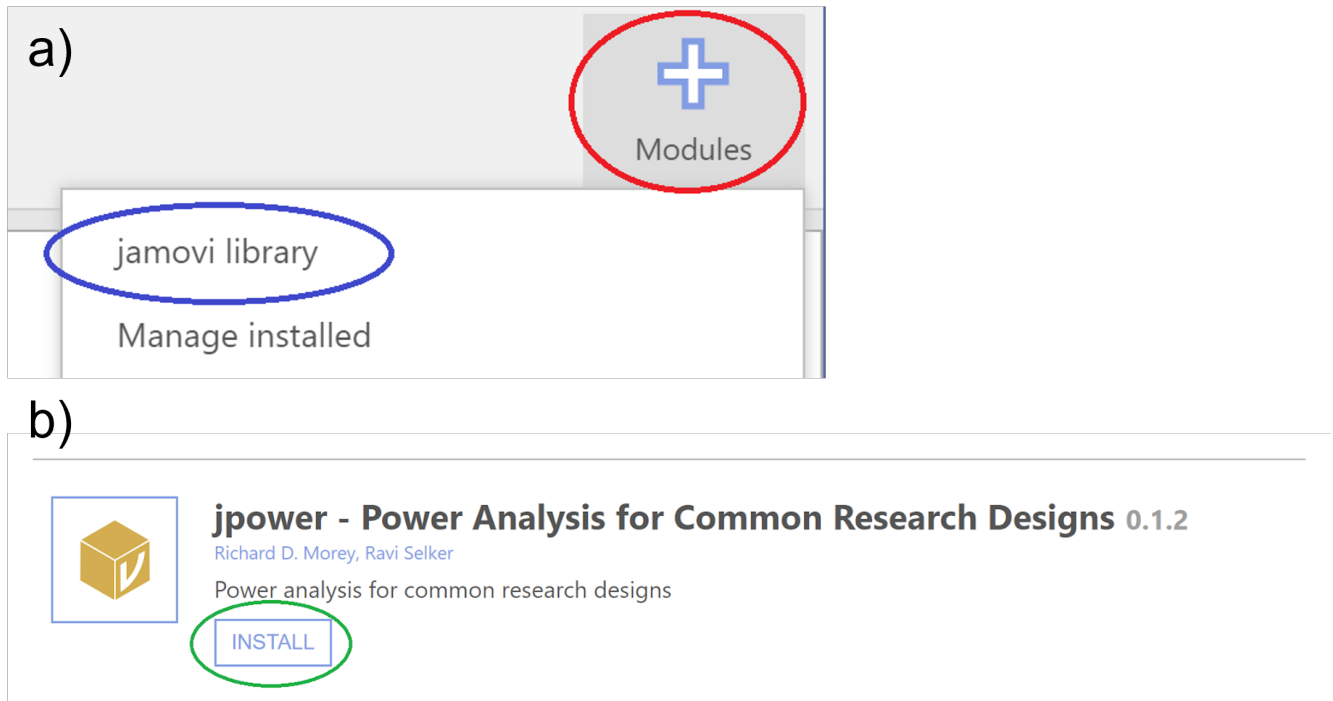 a)
Modules
jamovi library
Manage installed
b)
jpower - Power Analysis for Common Research Designs 0.1.2
Richard D. Morey, Ravi Selker
Power analysis for common research designs
INSTALL